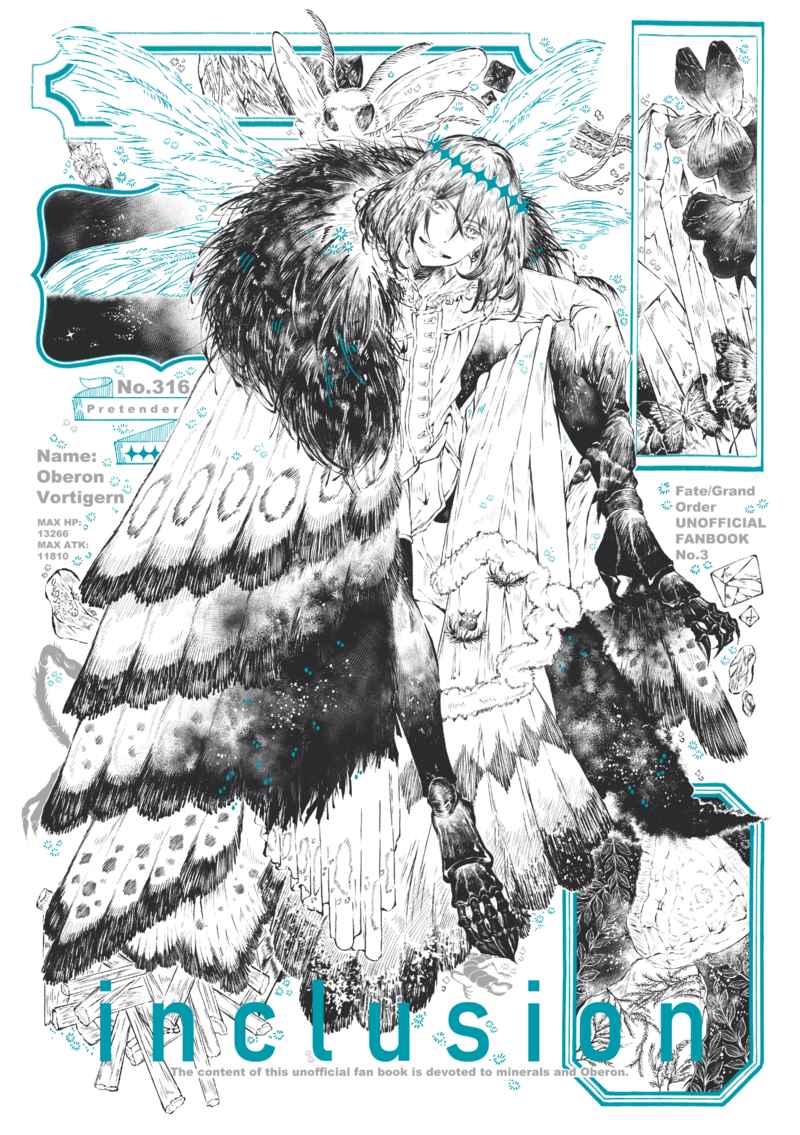 No.316
Pretender
Name:
Oberon
Vortigern
MAX HP:
13266
MAX ATK:
11810
Fate/Grand
Order
UNOFFICIAL
FANBOOK
No.3
inclusion
The content of this unofficial fan book is devoted to minerals and Oberon.